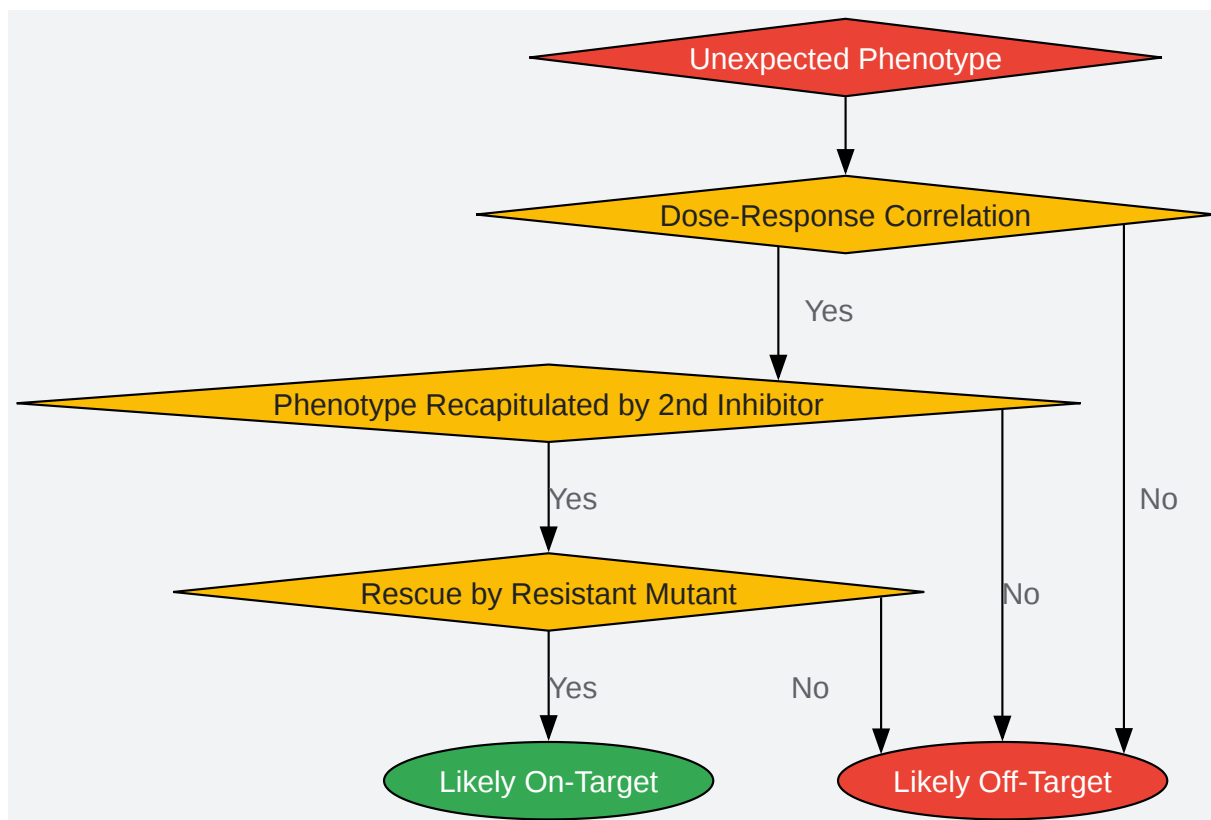 Unexpected Phenotype
Dose-Response Correlation
Yes
Phenotype Recapitulated by 2nd Inhibitor
Yes
No
Rescue by Resistant Mutant
No
Yes
No
Likely On-Target
Likely Off-Target